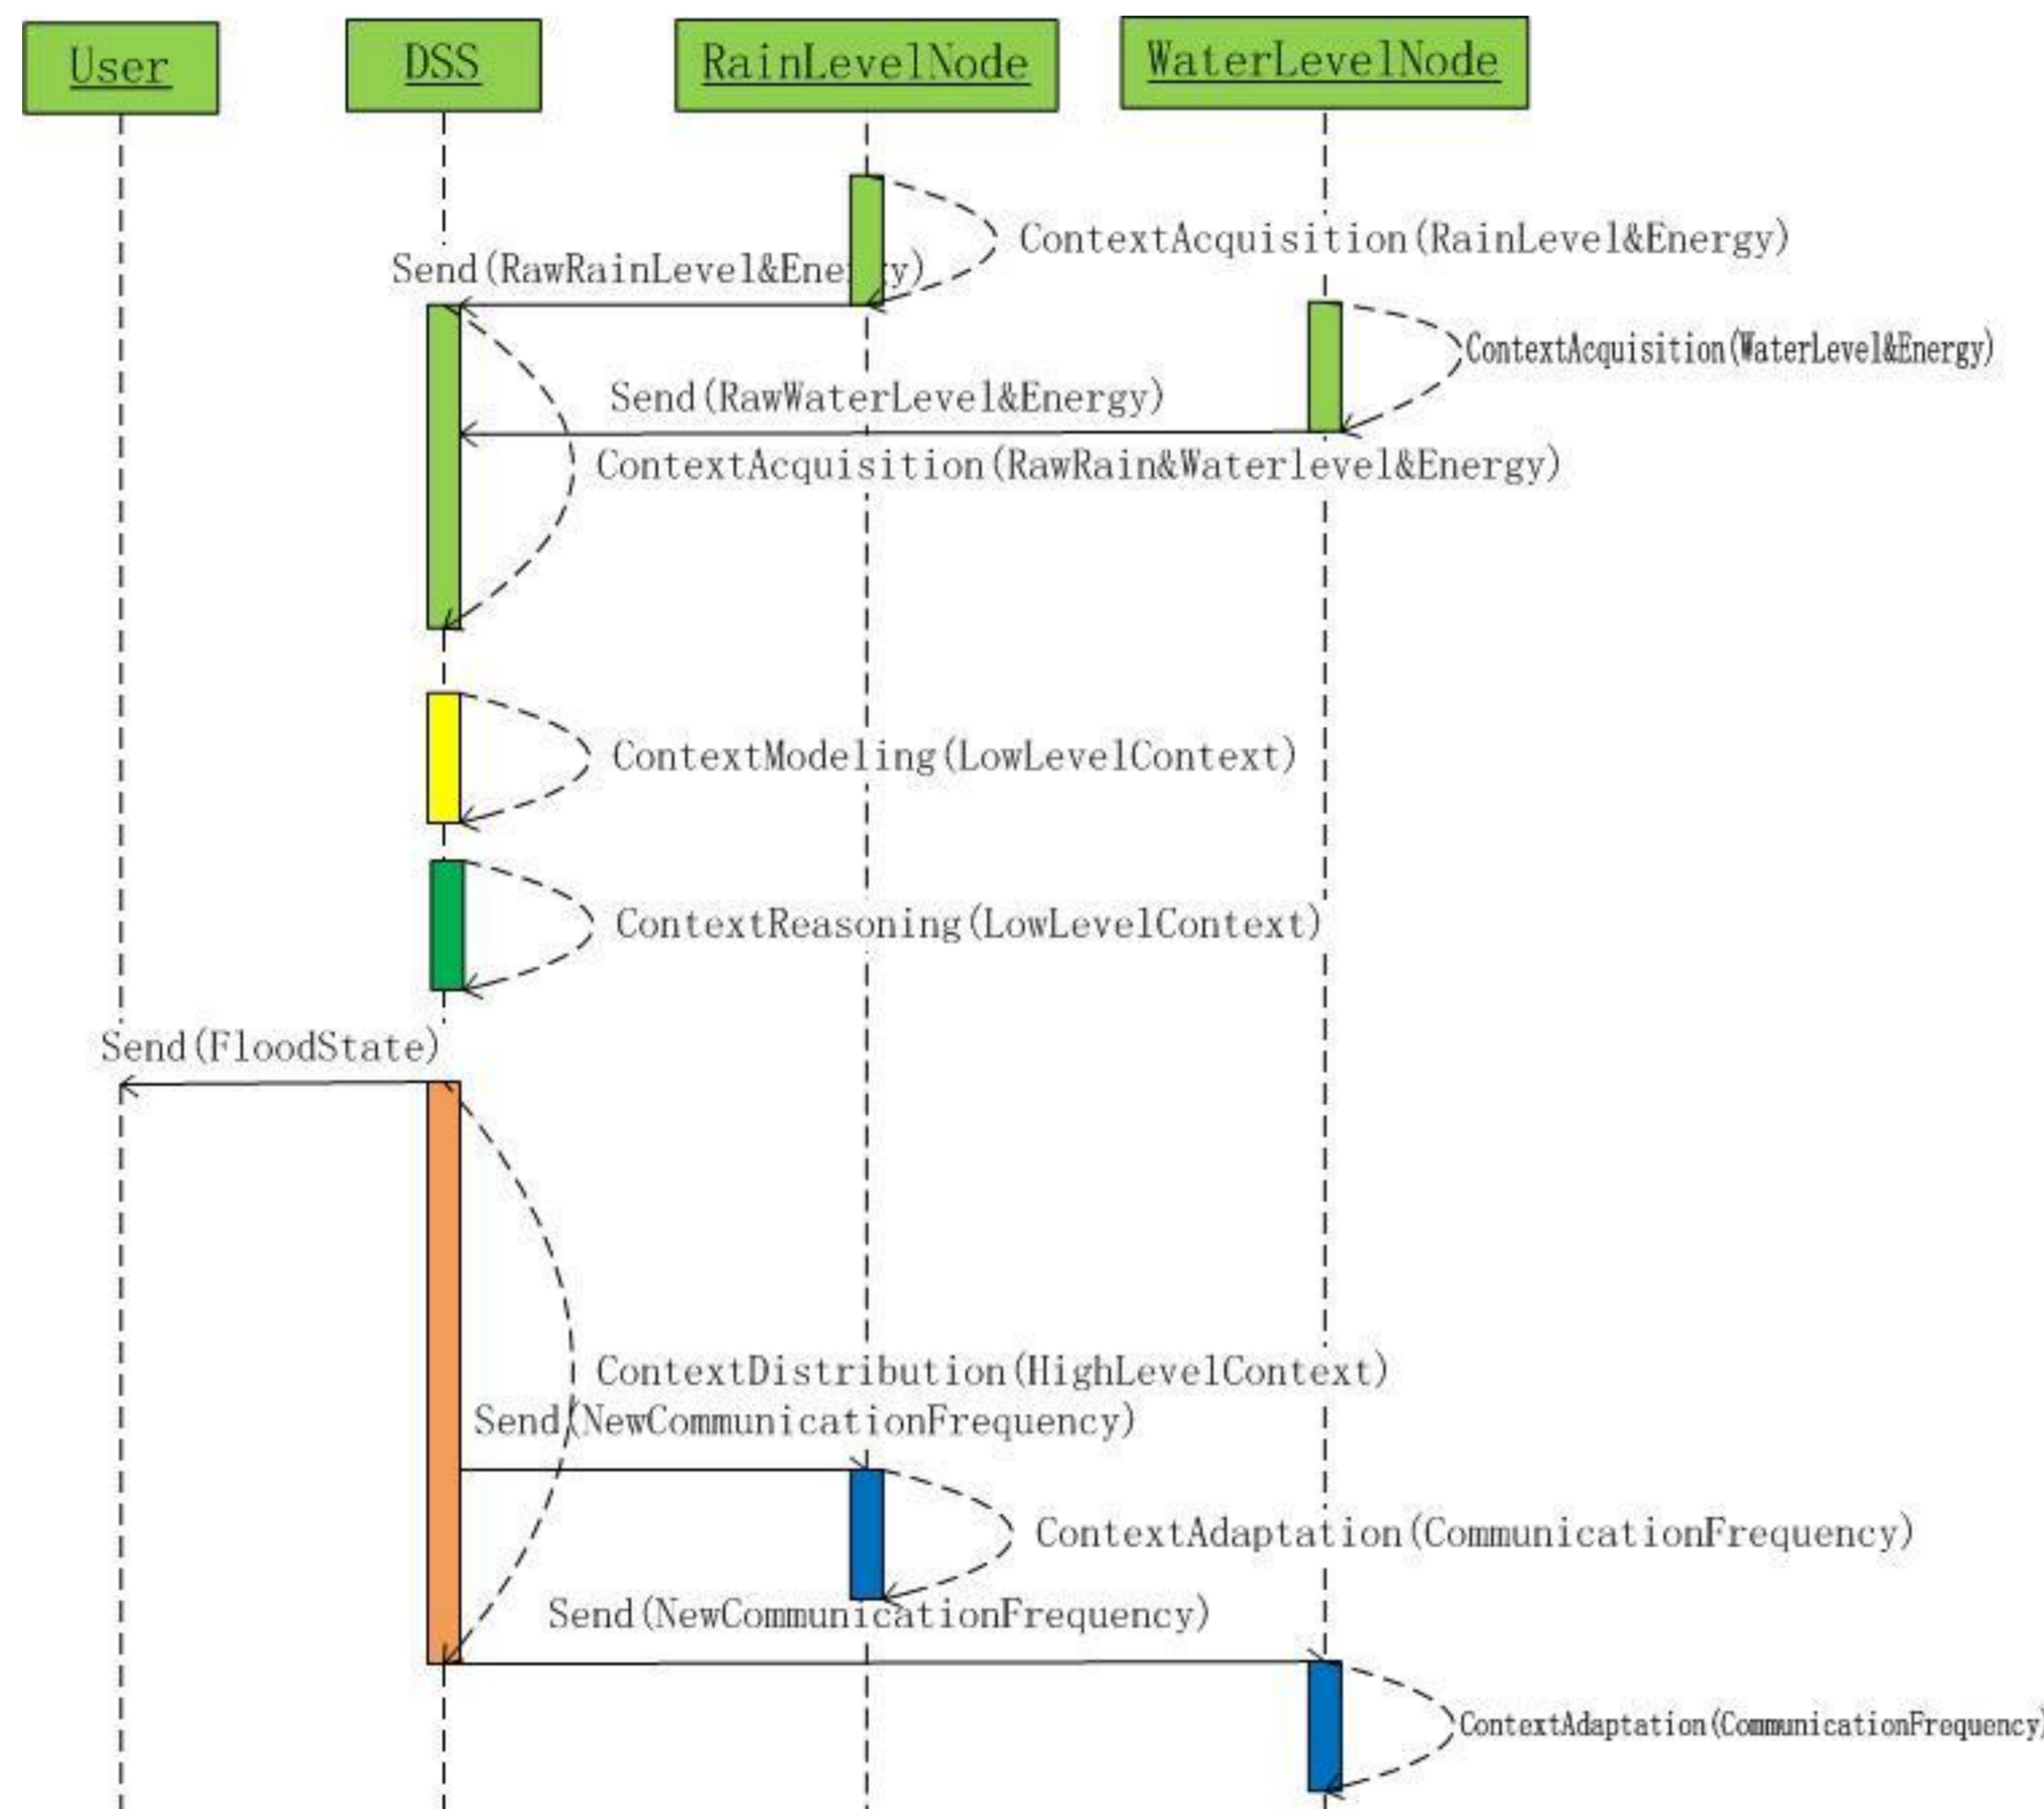 User
DSS
RainLevelNode
WaterLevelNode
ContextAcquisition(RainLevel&Energy)
Send(RawRainLevel&Energy)
ContextAcquisition(WaterLevel&Energy)
Send(RawWaterLevel&Energy)
ContextAcquisition(RawRain&Waterlevel&Energy)
ContextModeling(LowLevelContext)
ContextReasoning(LowLevelContext)
Send(FloodState)
ContextDistribution(HighLevelContext)
Send(NewCommunicationFrequency)
ContextAdaptation(CommunicationFrequency)
Send(NewCommunicationFrequency)
ContextAdaptation(CommunicationFrequency)